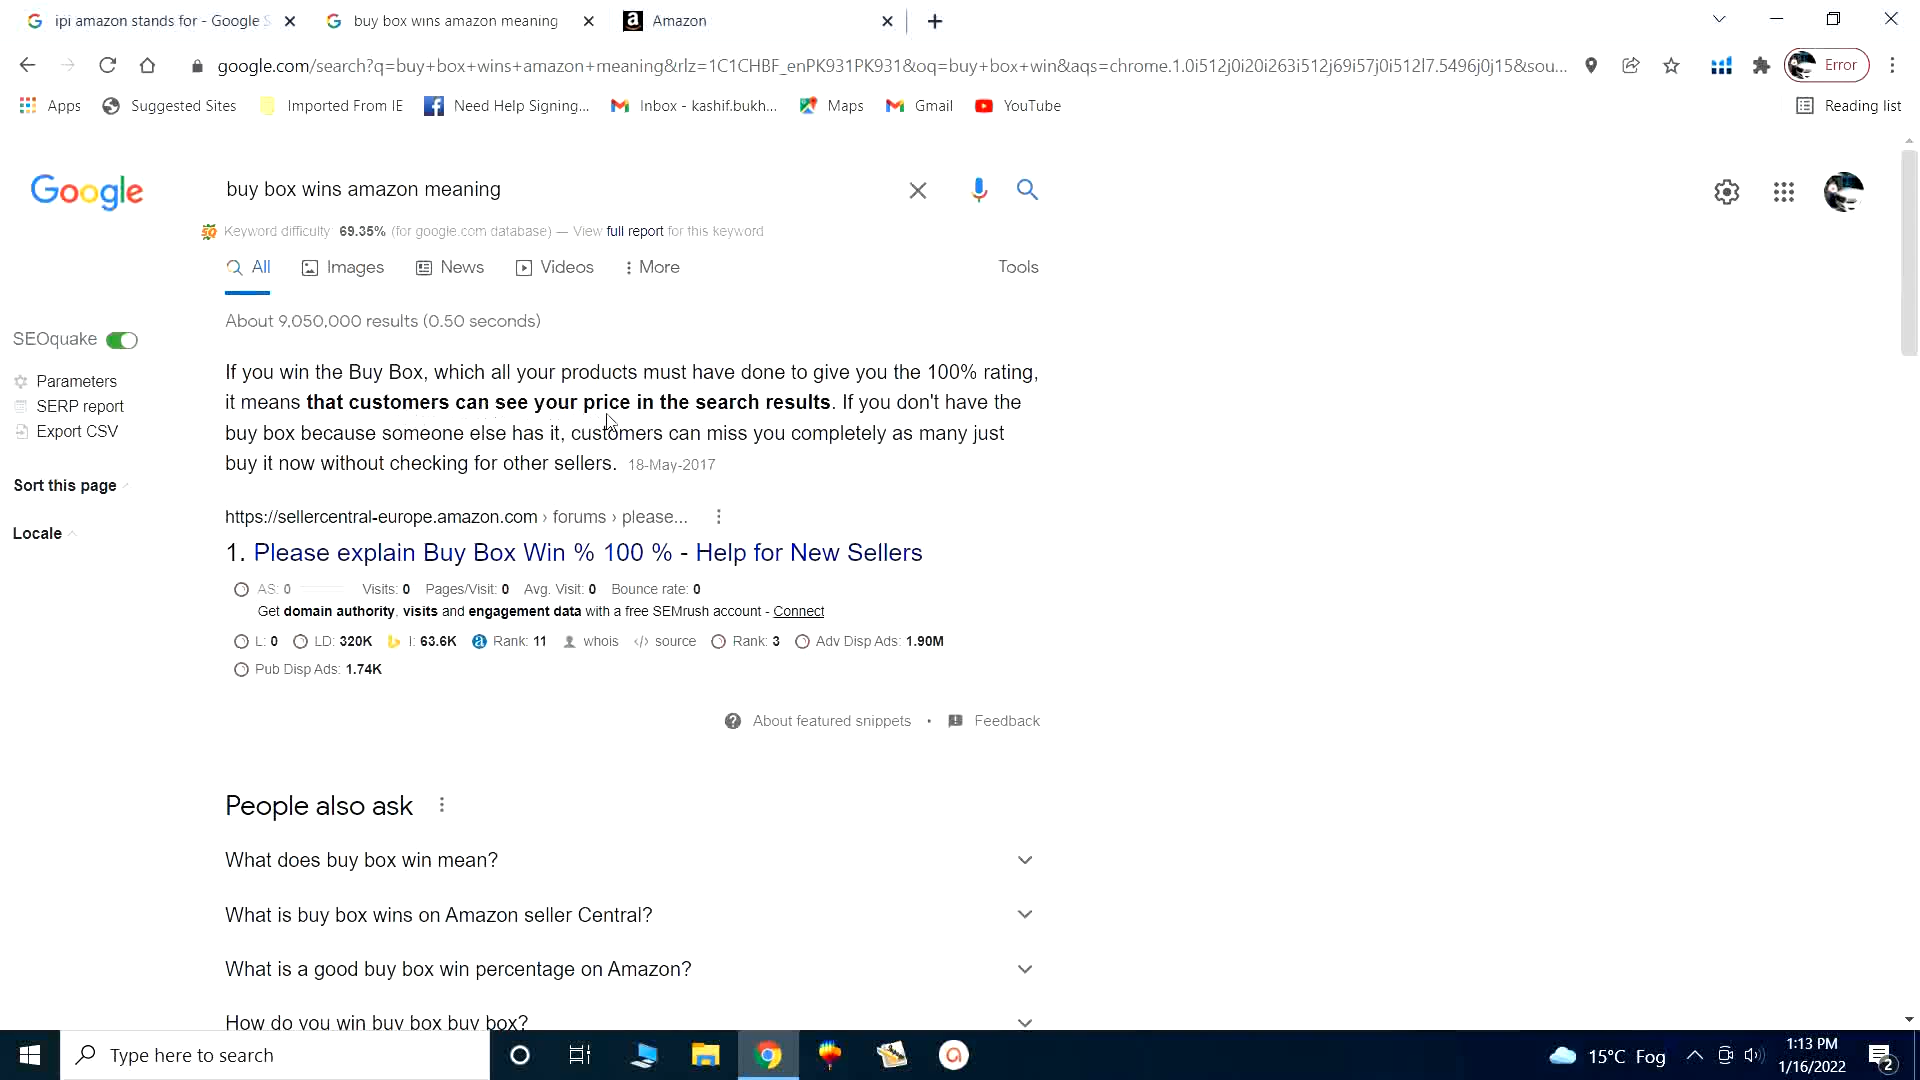 ipi amazon stands for - Google S
buy box wins amazon meaning
Amazon
google.com/search?q=buy+box+wins+amazon+meaning&rlz=1C1CHBF_enPK931PK931&oq=buy+box+win&aqs=chrome.1.0i512j0i20i263i512j69i57j0i512l7.5496j0j15&sou...
Error
Apps
Suggested Sites
Imported From IE
Need Help Signing...
Inbox - kashif.bukh...
Maps
Gmail
YouTube
Reading list
Google
buy box wins amazon meaning
Keyword difficulty: 69.35% (for google.com database) — View full report for this keyword
All
Images
News
Videos
More
Tools
About 9,050,000 results (0.50 seconds)
SEOquake
Parameters
SERP report
Export CSV
Sort this page
Locale
If you win the Buy Box, which all your products must have done to give you the 100% rating,
it means that customers can see your price in the search results. If you don't have the
buy box because someone else has it, customers can miss you completely as many just
buy it now without checking for other sellers. 18-May-2017
https://sellercentral-europe.amazon.com › forums › please...
1. Please explain Buy Box Win % 100 % - Help for New Sellers
AS: 0 Visits: 0 Pages/Visit: 0 Avg. Visit: 0 Bounce rate: 0
Get domain authority, visits and engagement data with a free SEMrush account - Connect
L: 0 LD: 320K I: 63.6K Rank: 11 whois source Rank: 3 Adv Disp Ads: 1.90M
Pub Disp Ads: 1.74K
About featured snippets • Feedback
People also ask
What does buy box win mean?
What is buy box wins on Amazon seller Central?
What is a good buy box win percentage on Amazon?
How do you win buy box buy box?
Type here to search
15°C Fog
1:13 PM
1/16/2022
2